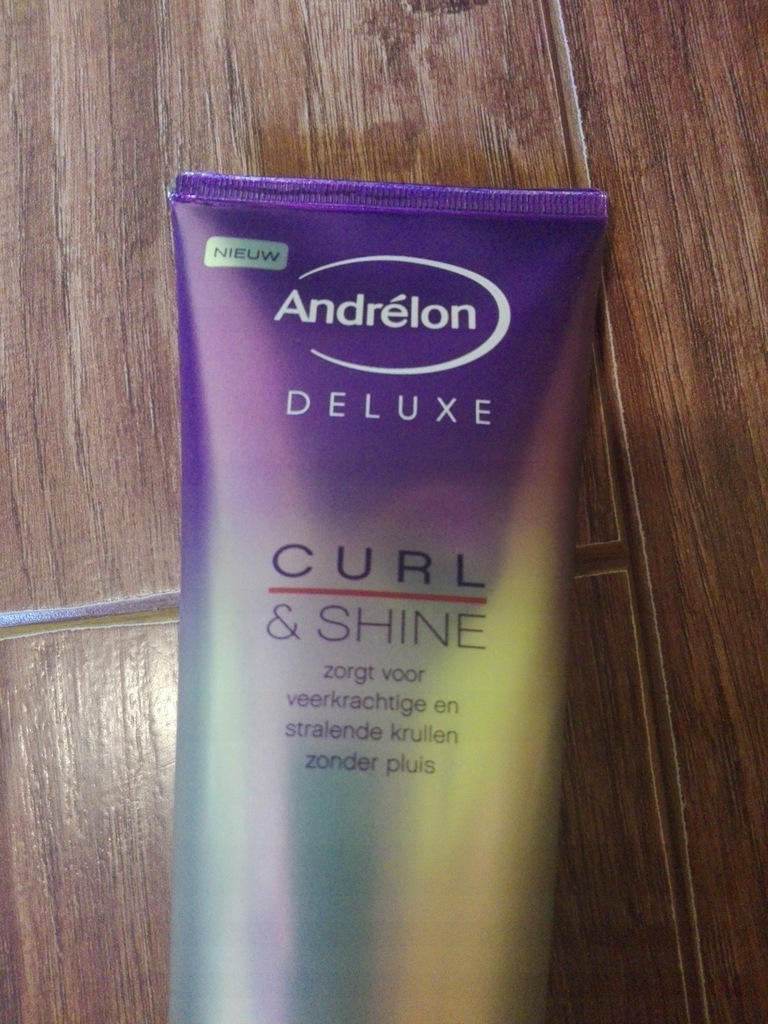 NIEUW
Andrélon
DELUXE
CURL
& SHINE
zorgt voor
veerkrachtige en
stralende krullen
zonder pluis